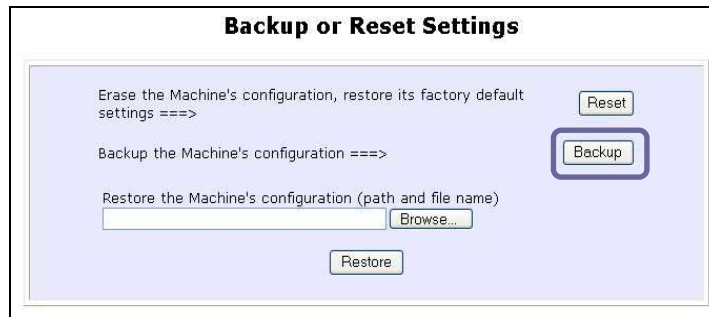 Backup or Reset Settings
Erase the Machine's configuration, restore its factory default
settings ===>
Reset
Backup the Machine's configuration ===>
Backup
Restore the Machine's configuration (path and file name)
Browse...
Restore